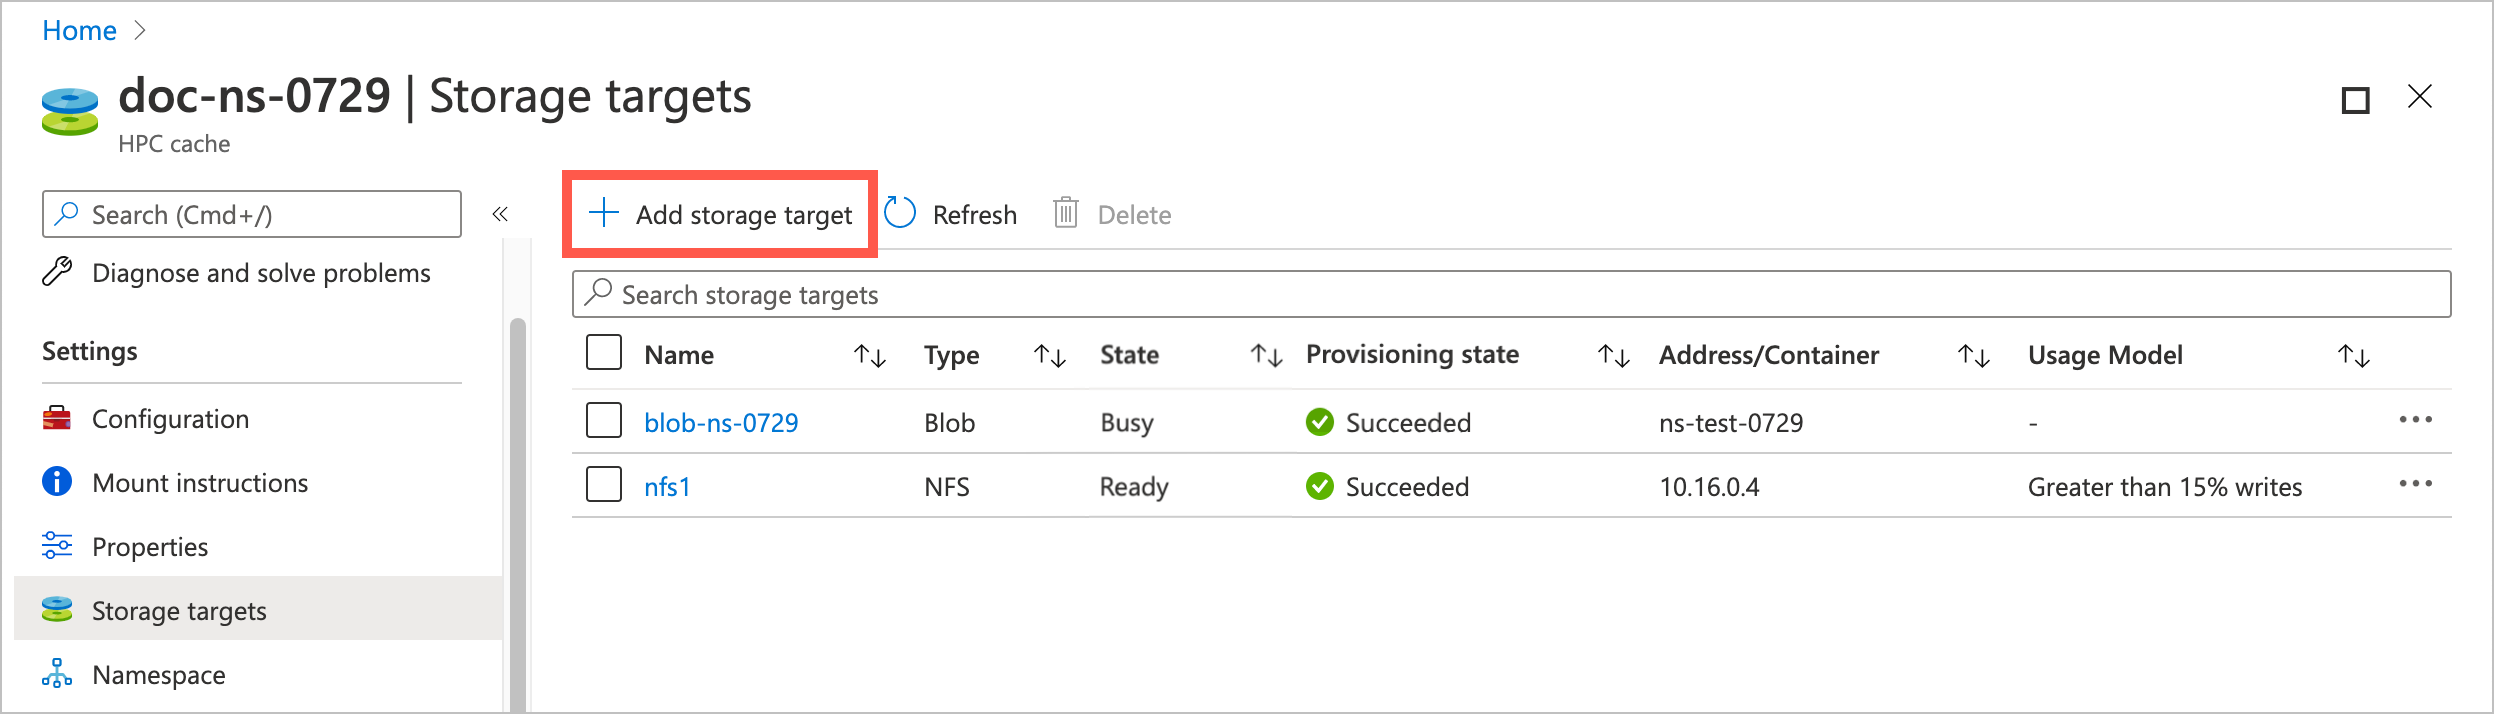 Home
doc-ns-0729 | Storage targets
HPC cache
Search (Cmd+/)
Diagnose and solve problems
Settings
Configuration
Mount instructions
Properties
Storage targets
Namespace
Add storage target Refresh Delete
Search storage targets
Name Type State Provisioning state Address/Container Usage Model
blob-ns-0729 Blob Busy Succeeded ns-test-0729 -
nfs1 NFS Ready Succeeded 10.16.0.4 Greater than 15% writes